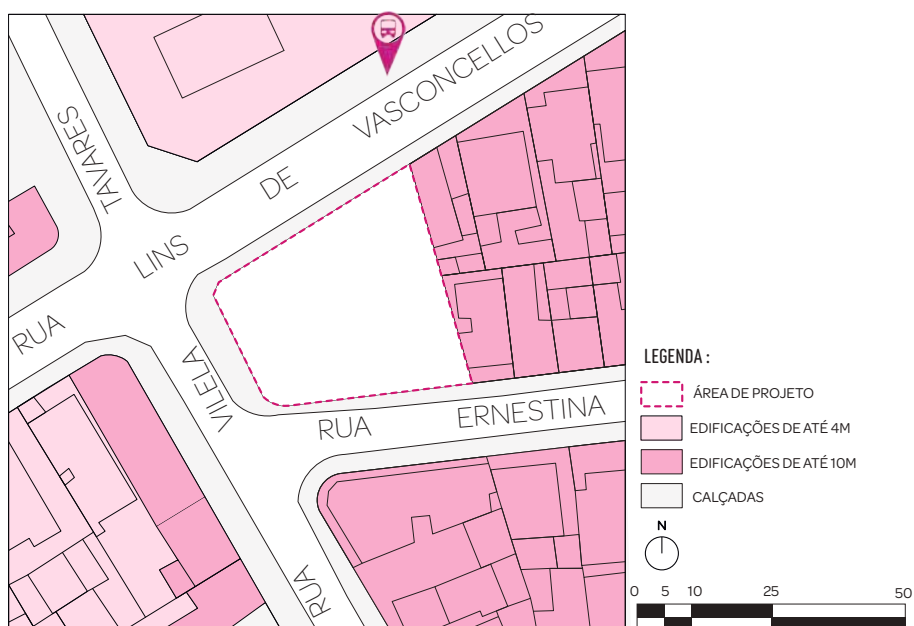 RUA LINS DE VASCONCELLOS
TAVARES
RUA VILELA
RUA ERNESTINA
LEGENDA :
ÁREA DE PROJETO
EDIFICAÇÕES DE ATÉ 4M
EDIFICAÇÕES DE ATÉ 10M
CALÇADAS
N
0 5 10 25 50